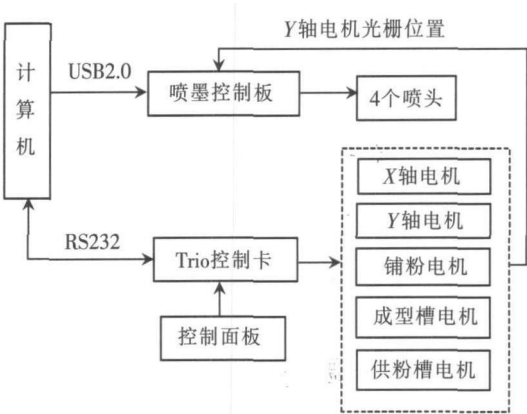 Y轴电机光栅位置
计算机
USB2.0
喷墨控制板
4个喷头
X轴电机
Y轴电机
RS232
Trio控制卡
铺粉电机
控制面板
成型槽电机
供粉槽电机